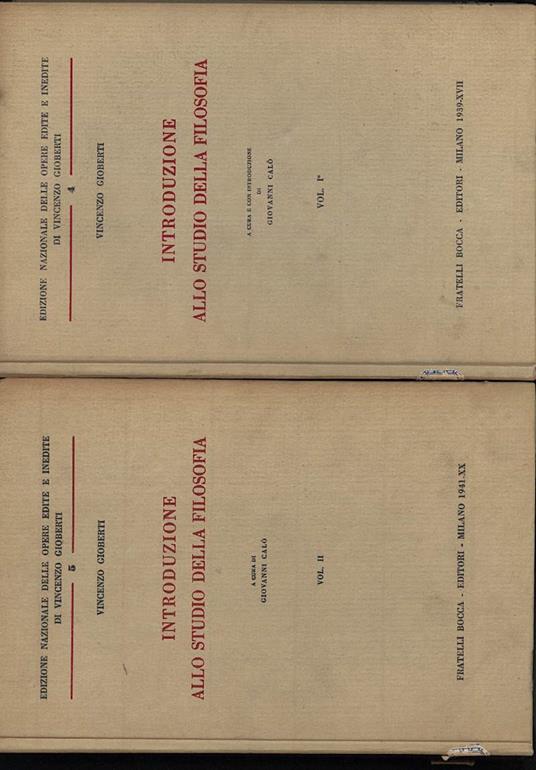 EDIZIONE NAZIONALE DELLE OPERE EDITE E INEDITE
DI VINCENZO GIOBERTI
4
VINCENZO GIOBERTI
INTRODUZIONE
ALLO STUDIO DELLA FILOSOFIA
A CURA E CON INTRODUZIONE
DI
GIOVANNI CALÒ
VOL. I°
FRATELLI BOCCA - EDITORI - MILANO 1939-XVII
EDIZIONE NAZIONALE DELLE OPERE EDITE E INEDITE
DI VINCENZO GIOBERTI
5
VINCENZO GIOBERTI
INTRODUZIONE
ALLO STUDIO DELLA FILOSOFIA
A CURA DI
GIOVANNI CALÒ
VOL. II
FRATELLI BOCCA - EDITORI - MILANO 1941-XX